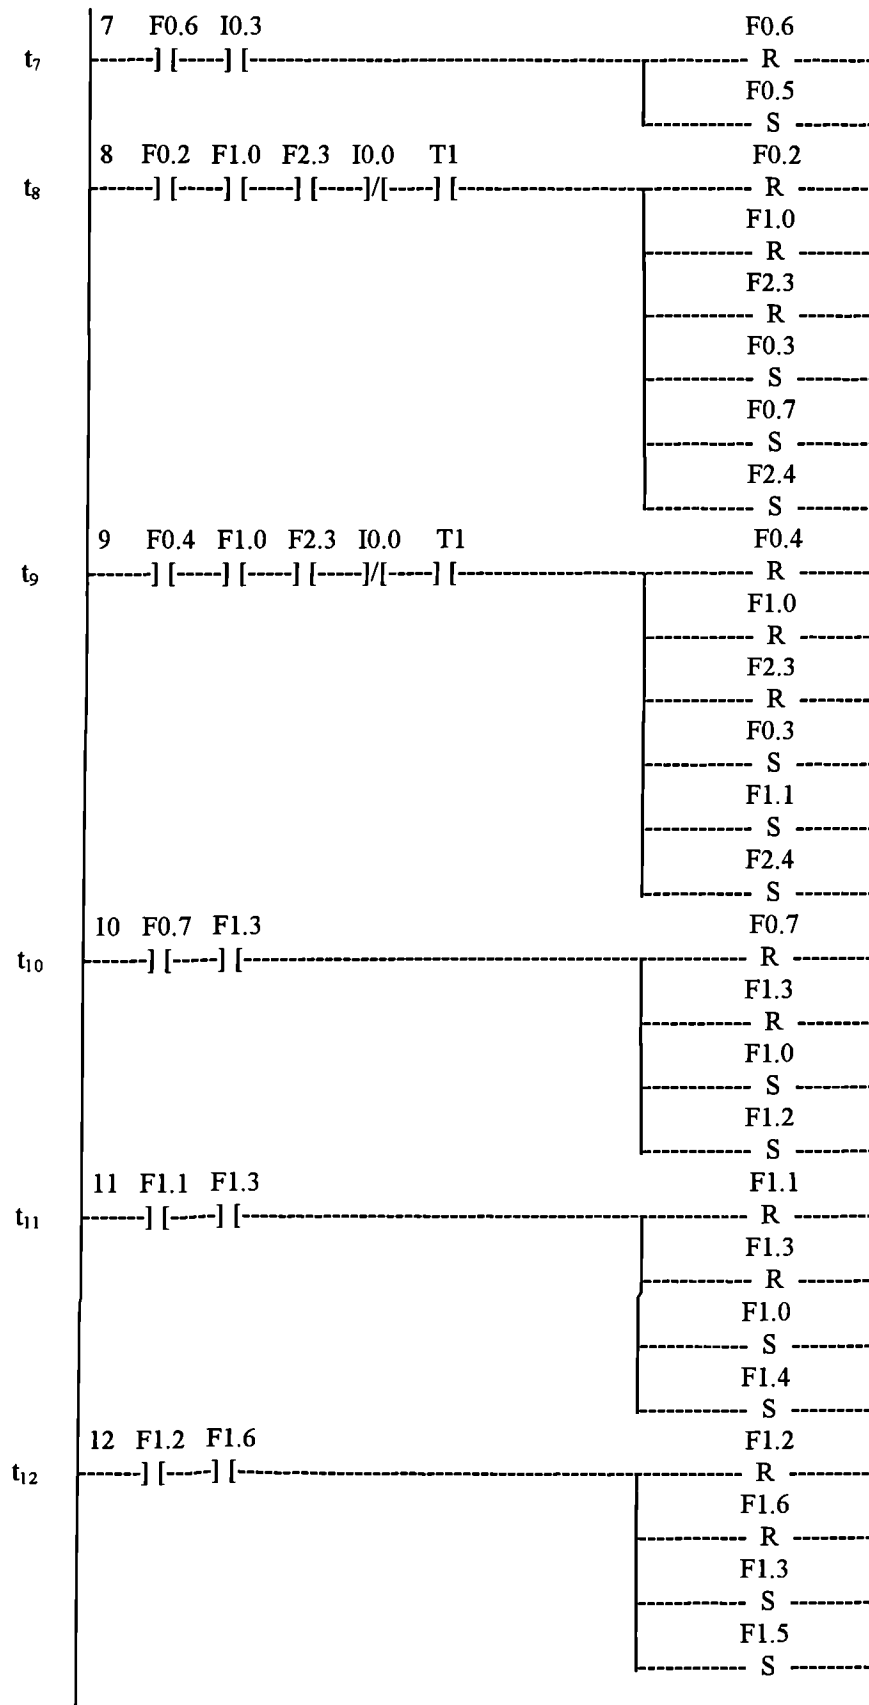 7 F0.6 I0.3 F0.6
t7 ] [ ] [ R
F0.5
S
8 F0.2 F1.0 F2.3 I0.0 T1 F0.2
t8 ] [ ] [ ] [ ]/[ ] [ R
F1.0
R
F2.3
R
F0.3
S
F0.7
S
F2.4
S
9 F0.4 F1.0 F2.3 I0.0 T1 F0.4
t9 ] [ ] [ ] [ ]/[ ] [ R
F1.0
R
F2.3
R
F0.3
S
F1.1
S
F2.4
S
10 F0.7 F1.3 F0.7
t10 ] [ ] [ R
F1.3
R
F1.0
S
F1.2
S
11 F1.1 F1.3 F1.1
t11 ] [ ] [ R
F1.3
R
F1.0
S
F1.4
S
12 F1.2 F1.6 F1.2
t12 ] [ ] [ R
F1.6
R
F1.3
S
F1.5
S